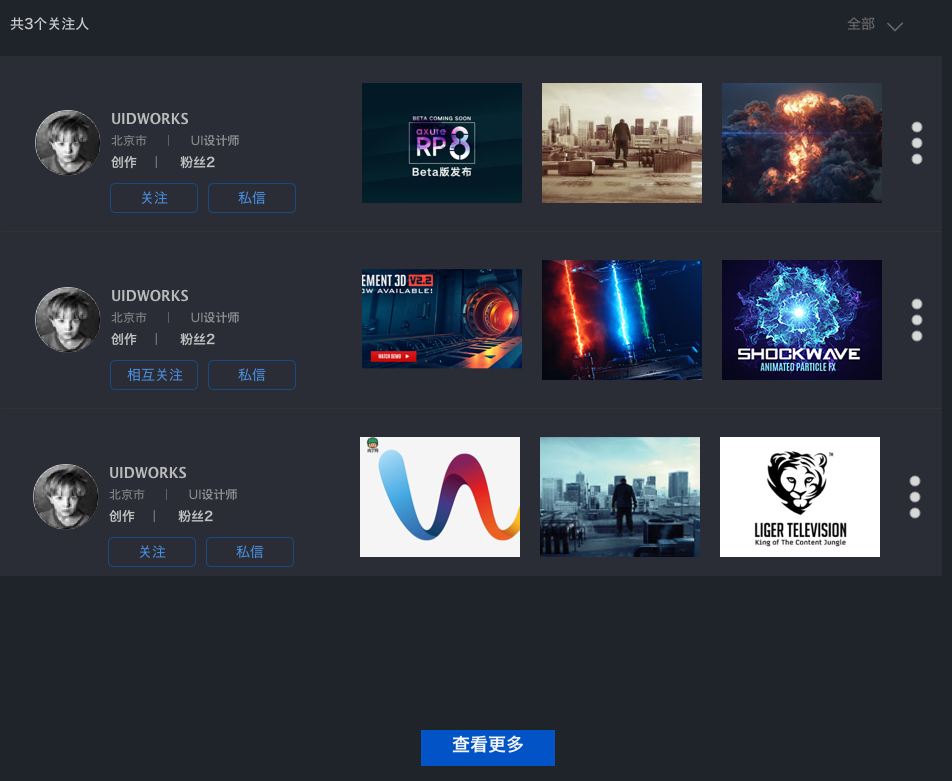 共3个关注人
全部
UIDWORKS
北京市 | UI设计师
创作 | 粉丝2
关注
私信
BETA COMING SOON
axure
RP8
Beta版发布
UIDWORKS
北京市 | UI设计师
创作 | 粉丝2
相互关注
私信
EMENT 3D V2.2
OW AVAILABLE!
WATCH DEMO
SHOCKWAVE
ANIMATED PARTICLE FX
UIDWORKS
北京市 | UI设计师
创作 | 粉丝2
关注
私信
TM
LIGER TELEVISION
King of The Content Jungle
查看更多